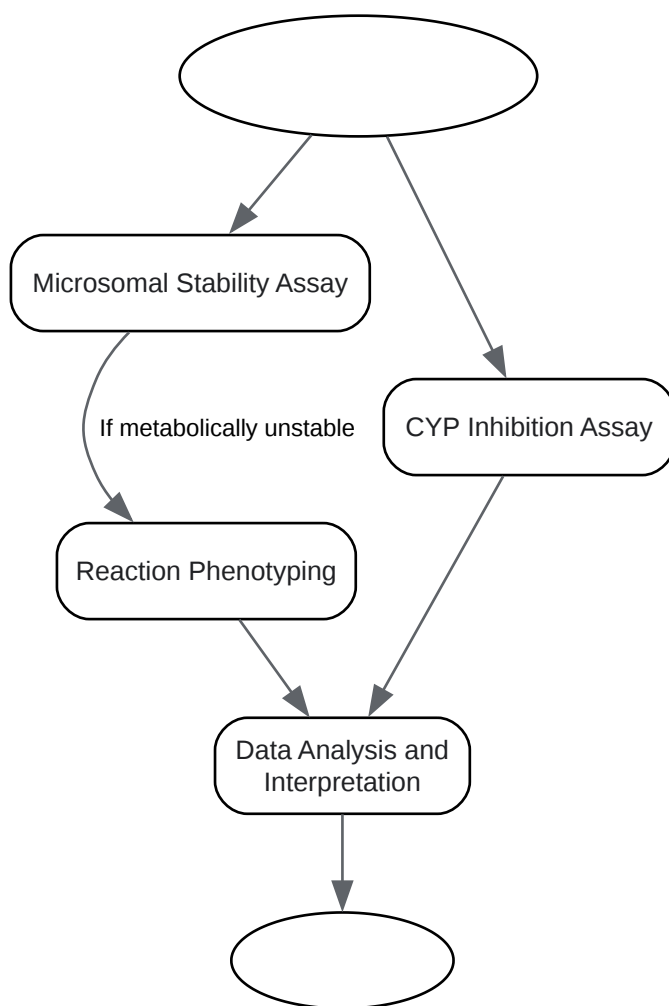 Microsomal Stability Assay
If metabolically unstable
CYP Inhibition Assay
Reaction Phenotyping
Data Analysis and
Interpretation